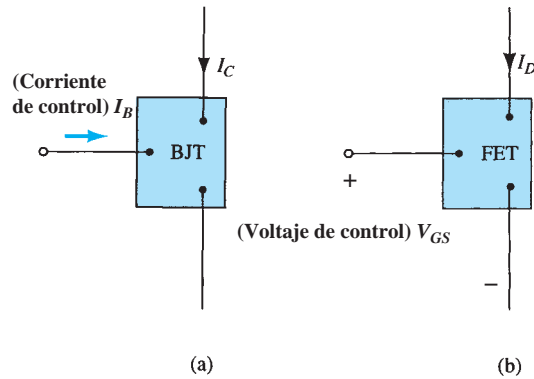 I_C
(Corriente
de control) I_B
BJT
(a)
I_D
FET
+
(Voltaje de control) V_GS
–
(b)